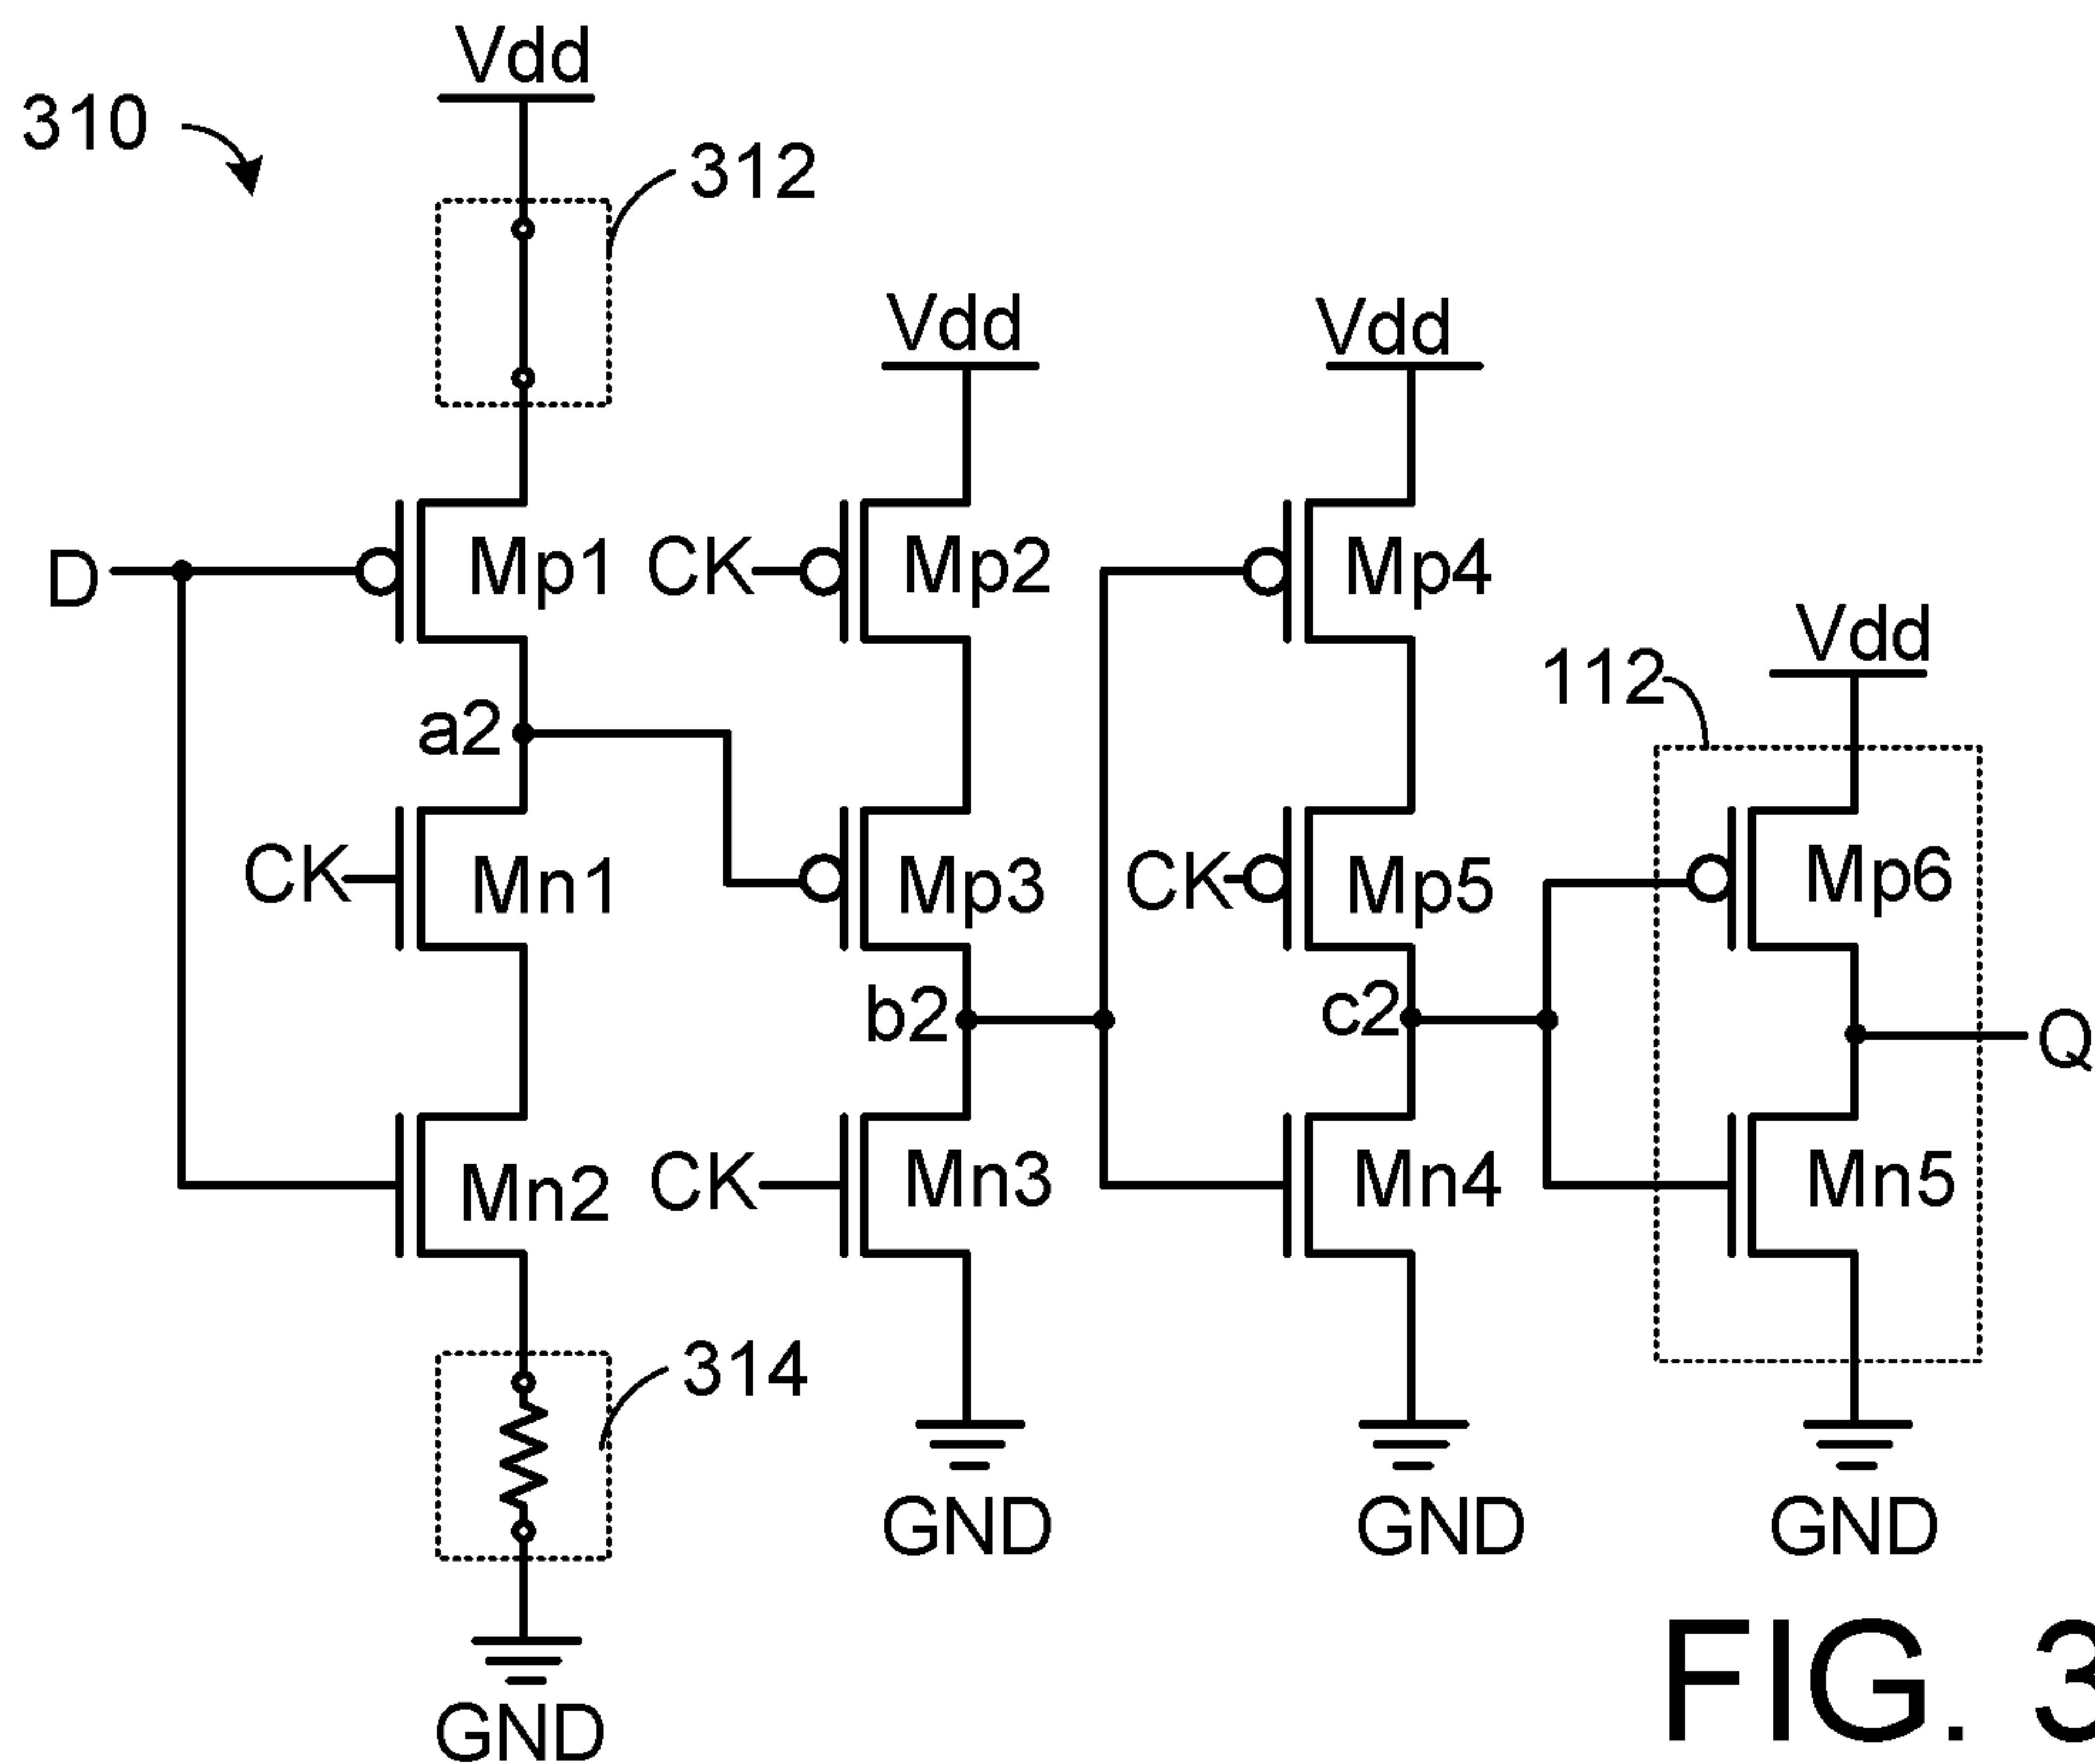 Vdd
310
312
Vdd
Vdd
D
Mp1
CK
Mp2
Mp4
Vdd
112
a2
CK
Mn1
Mp3
CK
Mp5
Mp6
b2
c2
Q
Mn2
CK
Mn3
Mn4
Mn5
314
GND
GND
GND
GND
FIG. 3